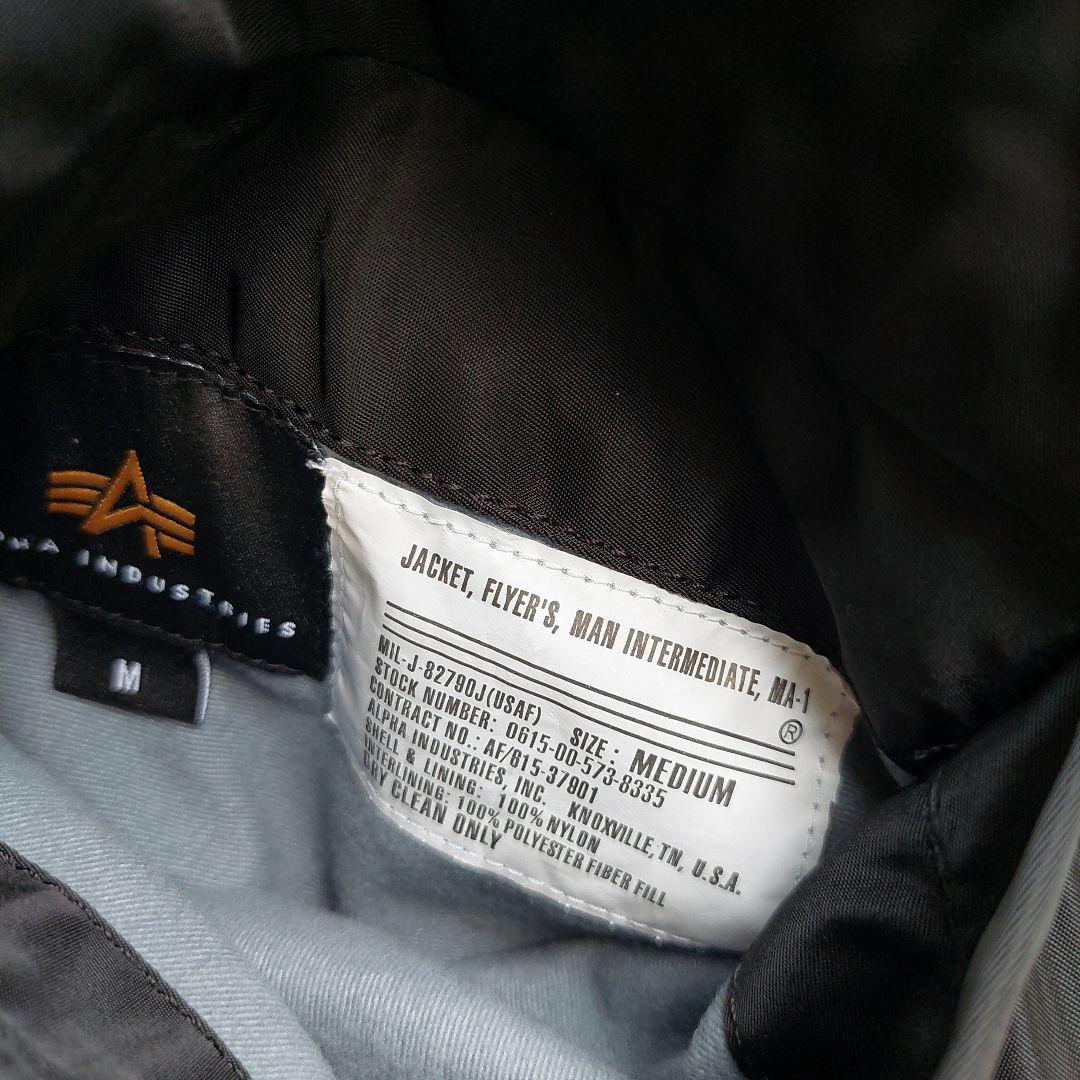 INDUSTRIES
M
JACKET, FLYER'S, MAN INTERMEDIATE, MA-1
®
MIL-J-82790J(USAF) SIZE: MEDIUM
STOCK NUMBER: 0615-00-573-8335
CONTRACT NO.: AF/615-37901
ALPHA INDUSTRIES, INC. KNOXVILLE, TN, U.S.A.
SHELL & LINING: 100% NYLON
INTERLINING: 100% POLYESTER FIBER FILL
DRY CLEAN ONLY